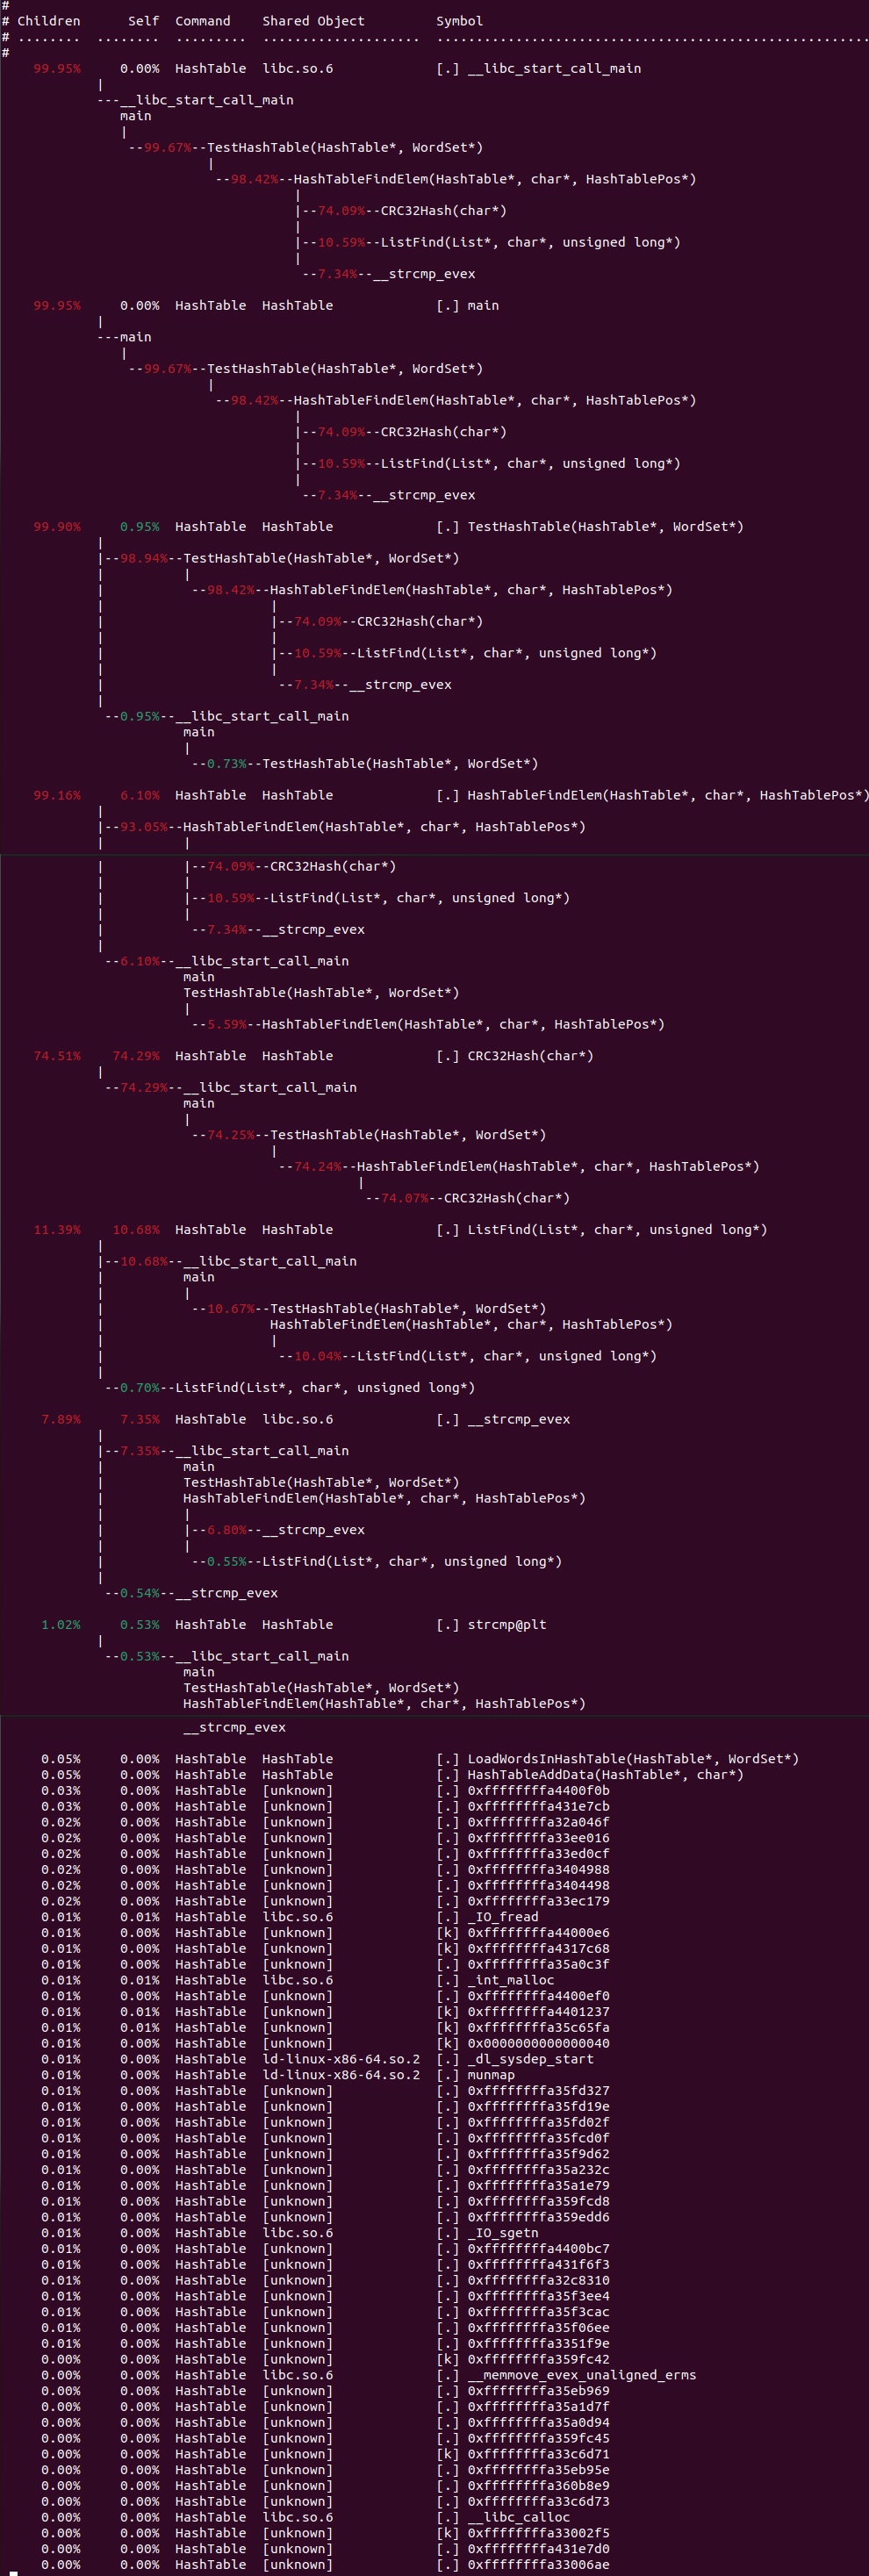 #
# Children      Self  Command    Shared Object         Symbol
# ........  ........  .........  ....................  .......................................................
#
    99.95%     0.00%  HashTable  libc.so.6             [.] __libc_start_call_main
            |
            ---__libc_start_call_main
               main
               |
                --99.67%--TestHashTable(HashTable*, WordSet*)
                          |
                           --98.42%--HashTableFindElem(HashTable*, char*, HashTablePos*)
                                     |
                                     |--74.09%--CRC32Hash(char*)
                                     |
                                     |--10.59%--ListFind(List*, char*, unsigned long*)
                                     |
                                      --7.34%--__strcmp_evex

    99.95%     0.00%  HashTable  HashTable             [.] main
            |
            ---main
               |
                --99.67%--TestHashTable(HashTable*, WordSet*)
                          |
                           --98.42%--HashTableFindElem(HashTable*, char*, HashTablePos*)
                                     |
                                     |--74.09%--CRC32Hash(char*)
                                     |
                                     |--10.59%--ListFind(List*, char*, unsigned long*)
                                     |
                                      --7.34%--__strcmp_evex

    99.90%     0.95%  HashTable  HashTable             [.] TestHashTable(HashTable*, WordSet*)
            |
            |--98.94%--TestHashTable(HashTable*, WordSet*)
            |          |
            |           --98.42%--HashTableFindElem(HashTable*, char*, HashTablePos*)
            |                     |
            |                     |--74.09%--CRC32Hash(char*)
            |                     |
            |                     |--10.59%--ListFind(List*, char*, unsigned long*)
            |                     |
            |                      --7.34%--__strcmp_evex
            |
             --0.95%--__libc_start_call_main
                       main
                       |
                        --0.73%--TestHashTable(HashTable*, WordSet*)

    99.16%     6.10%  HashTable  HashTable             [.] HashTableFindElem(HashTable*, char*, HashTablePos*)
            |
            |--93.05%--HashTableFindElem(HashTable*, char*, HashTablePos*)
            |          |
            |          |--74.09%--CRC32Hash(char*)
            |          |
            |          |--10.59%--ListFind(List*, char*, unsigned long*)
            |          |
            |           --7.34%--__strcmp_evex
            |
             --6.10%--__libc_start_call_main
                       main
                       TestHashTable(HashTable*, WordSet*)
                       |
                        --5.59%--HashTableFindElem(HashTable*, char*, HashTablePos*)

    74.51%    74.29%  HashTable  HashTable             [.] CRC32Hash(char*)
            |
             --74.29%--__libc_start_call_main
                       main
                       |
                        --74.25%--TestHashTable(HashTable*, WordSet*)
                                  |
                                   --74.24%--HashTableFindElem(HashTable*, char*, HashTablePos*)
                                             |
                                              --74.07%--CRC32Hash(char*)

    11.39%    10.68%  HashTable  HashTable             [.] ListFind(List*, char*, unsigned long*)
            |
            |--10.68%--__libc_start_call_main
            |          main
            |          |
            |           --10.67%--TestHashTable(HashTable*, WordSet*)
            |                     HashTableFindElem(HashTable*, char*, HashTablePos*)
            |                     |
            |                      --10.04%--ListFind(List*, char*, unsigned long*)
            |
             --0.70%--ListFind(List*, char*, unsigned long*)

     7.89%     7.35%  HashTable  libc.so.6             [.] __strcmp_evex
            |
            |--7.35%--__libc_start_call_main
            |          main
            |          TestHashTable(HashTable*, WordSet*)
            |          HashTableFindElem(HashTable*, char*, HashTablePos*)
            |          |
            |          |--6.80%--__strcmp_evex
            |          |
            |           --0.55%--ListFind(List*, char*, unsigned long*)
            |
             --0.54%--__strcmp_evex

     1.02%     0.53%  HashTable  HashTable             [.] strcmp@plt
            |
             --0.53%--__libc_start_call_main
                       main
                       TestHashTable(HashTable*, WordSet*)
                       HashTableFindElem(HashTable*, char*, HashTablePos*)
                       __strcmp_evex

     0.05%     0.00%  HashTable  HashTable             [.] LoadWordsInHashTable(HashTable*, WordSet*)
     0.05%     0.00%  HashTable  HashTable             [.] HashTableAddData(HashTable*, char*)
     0.03%     0.00%  HashTable  [unknown]             [.] 0xffffffffa4400f0b
     0.03%     0.00%  HashTable  [unknown]             [.] 0xffffffffa431e7cb
     0.02%     0.00%  HashTable  [unknown]             [.] 0xffffffffa32a046f
     0.02%     0.00%  HashTable  [unknown]             [.] 0xffffffffa33ee016
     0.02%     0.00%  HashTable  [unknown]             [.] 0xffffffffa33ed0cf
     0.02%     0.00%  HashTable  [unknown]             [.] 0xffffffffa3404988
     0.02%     0.00%  HashTable  [unknown]             [.] 0xffffffffa3404498
     0.02%     0.00%  HashTable  [unknown]             [.] 0xffffffffa33ec179
     0.01%     0.01%  HashTable  libc.so.6             [.] _IO_fread
     0.01%     0.00%  HashTable  [unknown]             [k] 0xffffffffa44000e6
     0.01%     0.00%  HashTable  [unknown]             [k] 0xffffffffa4317c68
     0.01%     0.00%  HashTable  [unknown]             [.] 0xffffffffa35a0c3f
     0.01%     0.01%  HashTable  libc.so.6             [.] _int_malloc
     0.01%     0.00%  HashTable  [unknown]             [.] 0xffffffffa4400ef0
     0.01%     0.01%  HashTable  [unknown]             [k] 0xffffffffa4401237
     0.01%     0.01%  HashTable  [unknown]             [k] 0xffffffffa35c65fa
     0.01%     0.00%  HashTable  [unknown]             [k] 0x0000000000000040
     0.01%     0.00%  HashTable  ld-linux-x86-64.so.2  [.] _dl_sysdep_start
     0.01%     0.00%  HashTable  ld-linux-x86-64.so.2  [.] munmap
     0.01%     0.00%  HashTable  [unknown]             [.] 0xffffffffa35fd327
     0.01%     0.00%  HashTable  [unknown]             [.] 0xffffffffa35fd19e
     0.01%     0.00%  HashTable  [unknown]             [.] 0xffffffffa35fd02f
     0.01%     0.00%  HashTable  [unknown]             [.] 0xffffffffa35fcd0f
     0.01%     0.00%  HashTable  [unknown]             [.] 0xffffffffa35f9d62
     0.01%     0.00%  HashTable  [unknown]             [.] 0xffffffffa35a232c
     0.01%     0.00%  HashTable  [unknown]             [.] 0xffffffffa35a1e79
     0.01%     0.00%  HashTable  [unknown]             [.] 0xffffffffa359fcd8
     0.01%     0.00%  HashTable  [unknown]             [.] 0xffffffffa359edd6
     0.01%     0.00%  HashTable  libc.so.6             [.] _IO_sgetn
     0.01%     0.00%  HashTable  [unknown]             [.] 0xffffffffa4400bc7
     0.01%     0.00%  HashTable  [unknown]             [.] 0xffffffffa431f6f3
     0.01%     0.00%  HashTable  [unknown]             [.] 0xffffffffa32c8310
     0.01%     0.00%  HashTable  [unknown]             [.] 0xffffffffa35f3ee4
     0.01%     0.00%  HashTable  [unknown]             [.] 0xffffffffa35f3cac
     0.01%     0.00%  HashTable  [unknown]             [.] 0xffffffffa35f06ee
     0.01%     0.00%  HashTable  [unknown]             [.] 0xffffffffa3351f9e
     0.00%     0.00%  HashTable  [unknown]             [k] 0xffffffffa359fc42
     0.00%     0.00%  HashTable  libc.so.6             [.] __memmove_evex_unaligned_erms
     0.00%     0.00%  HashTable  [unknown]             [.] 0xffffffffa35eb969
     0.00%     0.00%  HashTable  [unknown]             [.] 0xffffffffa35a1d7f
     0.00%     0.00%  HashTable  [unknown]             [.] 0xffffffffa35a0d94
     0.00%     0.00%  HashTable  [unknown]             [.] 0xffffffffa359fc45
     0.00%     0.00%  HashTable  [unknown]             [k] 0xffffffffa33c6d71
     0.00%     0.00%  HashTable  [unknown]             [.] 0xffffffffa35eb95e
     0.00%     0.00%  HashTable  [unknown]             [.] 0xffffffffa360b8e9
     0.00%     0.00%  HashTable  [unknown]             [.] 0xffffffffa33c6d73
     0.00%     0.00%  HashTable  libc.so.6             [.] __libc_calloc
     0.00%     0.00%  HashTable  [unknown]             [k] 0xffffffffa33002f5
     0.00%     0.00%  HashTable  [unknown]             [.] 0xffffffffa431e7d0
     0.00%     0.00%  HashTable  [unknown]             [.] 0xffffffffa33006ae